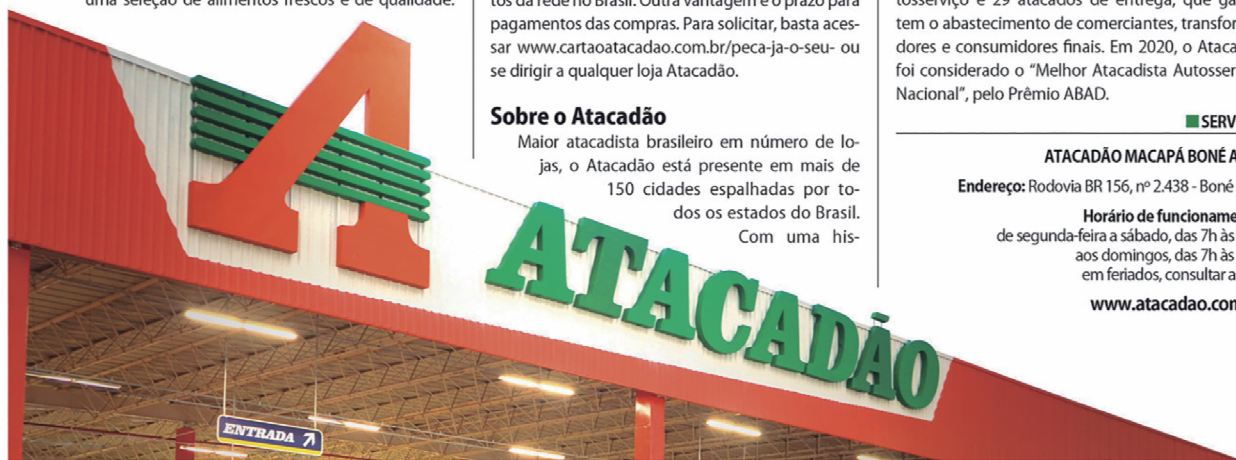 uma seleção de alimentos frescos e de qualidade.
tos da rede no Brasil. Outra vantagem é o prazo para
pagamentos das compras. Para solicitar, basta aces-
sar www.cartaoatacadao.com.br/peca-ja-o-seu- ou
se dirigir a qualquer loja Atacadão.
Sobre o Atacadão
Maior atacadista brasileiro em número de lo-
jas, o Atacadão está presente em mais de
150 cidades espalhadas por to-
dos os estados do Brasil.
Com uma his-
tosserviço e 29 atacados de entrega, que ga
tem o abastecimento de comerciantes, transfor
dores e consumidores finais. Em 2020, o Ataca
foi considerado o “Melhor Atacadista Autosser
Nacional”, pelo Prêmio ABAD.
SERV
ATACADÃO MACAPÁ BONÉ A
Endereço: Rodovia BR 156, nº 2.438 - Boné
Horário de funcioname
de segunda-feira a sábado, das 7h às
aos domingos, das 7h às
em feriados, consultar a
www.atacadao.com
A
ATACADÃO
ENTRADA